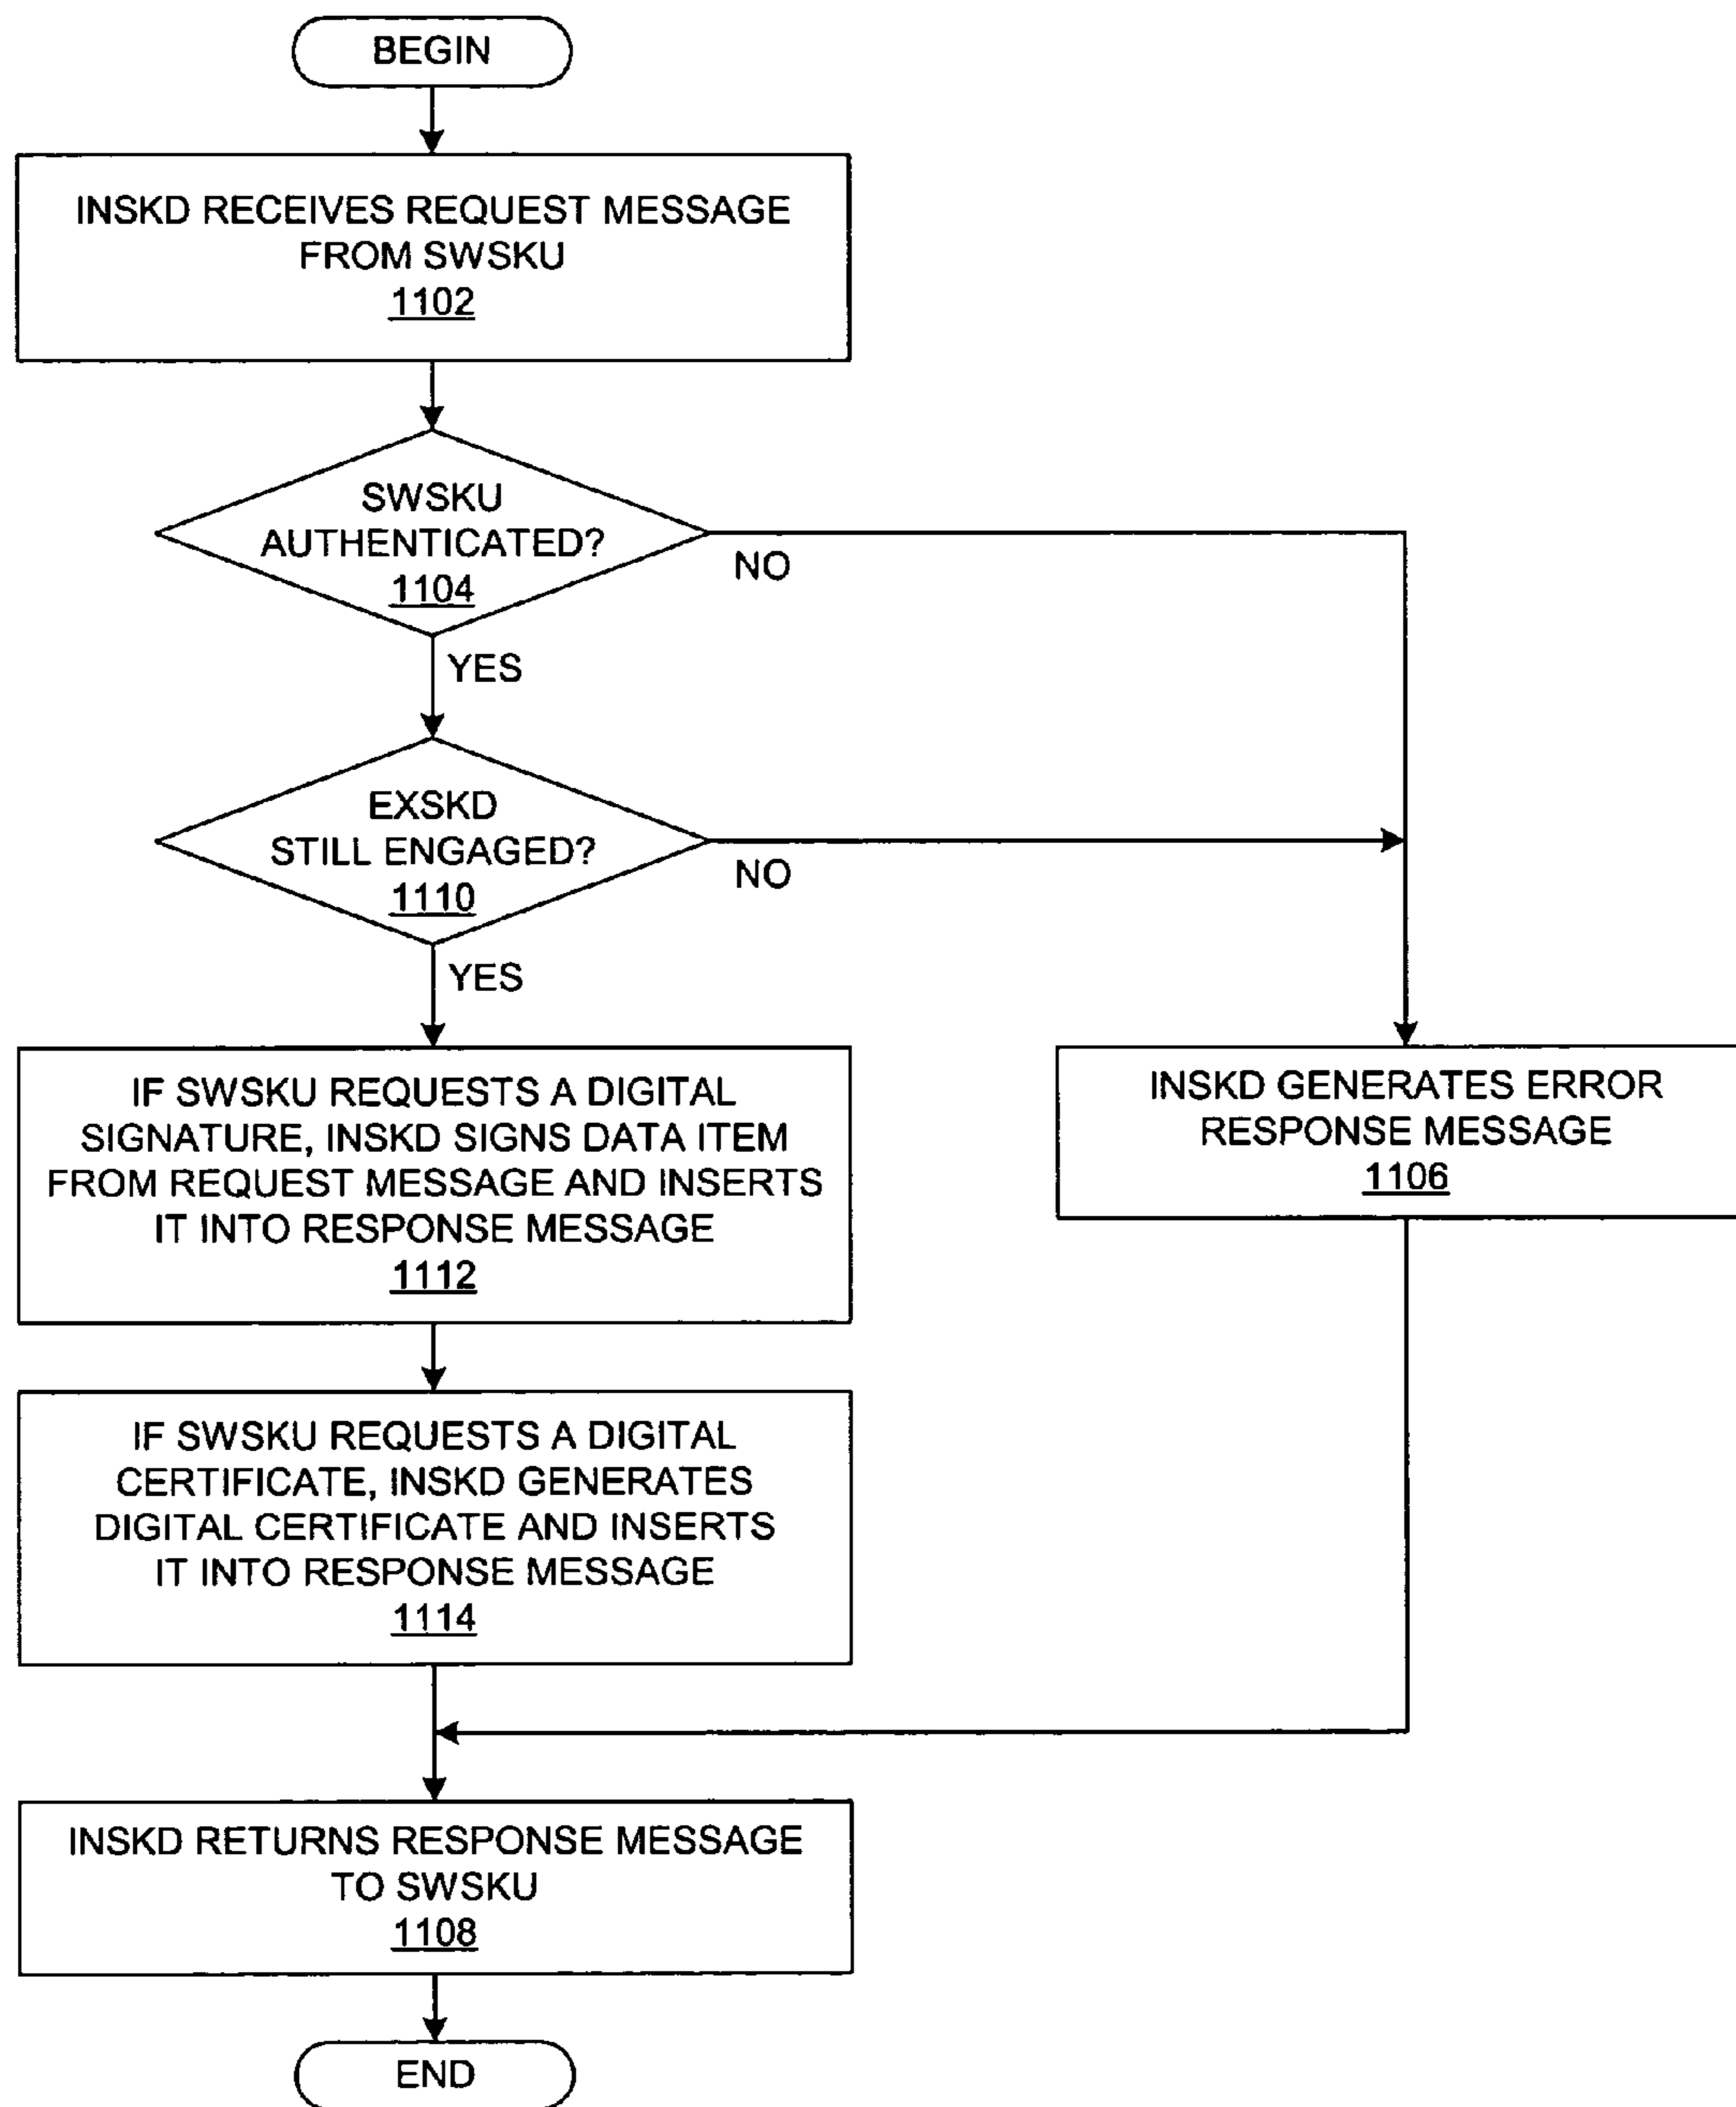 BEGIN
INSKD RECEIVES REQUEST MESSAGE
FROM SWSKU
1102
SWSKU
AUTHENTICATED?
1104
NO
YES
EXSKD
STILL ENGAGED?
1110
NO
YES
IF SWSKU REQUESTS A DIGITAL
SIGNATURE, INSKD SIGNS DATA ITEM
FROM REQUEST MESSAGE AND INSERTS
IT INTO RESPONSE MESSAGE
1112
INSKD GENERATES ERROR
RESPONSE MESSAGE
1106
IF SWSKU REQUESTS A DIGITAL
CERTIFICATE, INSKD GENERATES
DIGITAL CERTIFICATE AND INSERTS
IT INTO RESPONSE MESSAGE
1114
INSKD RETURNS RESPONSE MESSAGE
TO SWSKU
1108
END